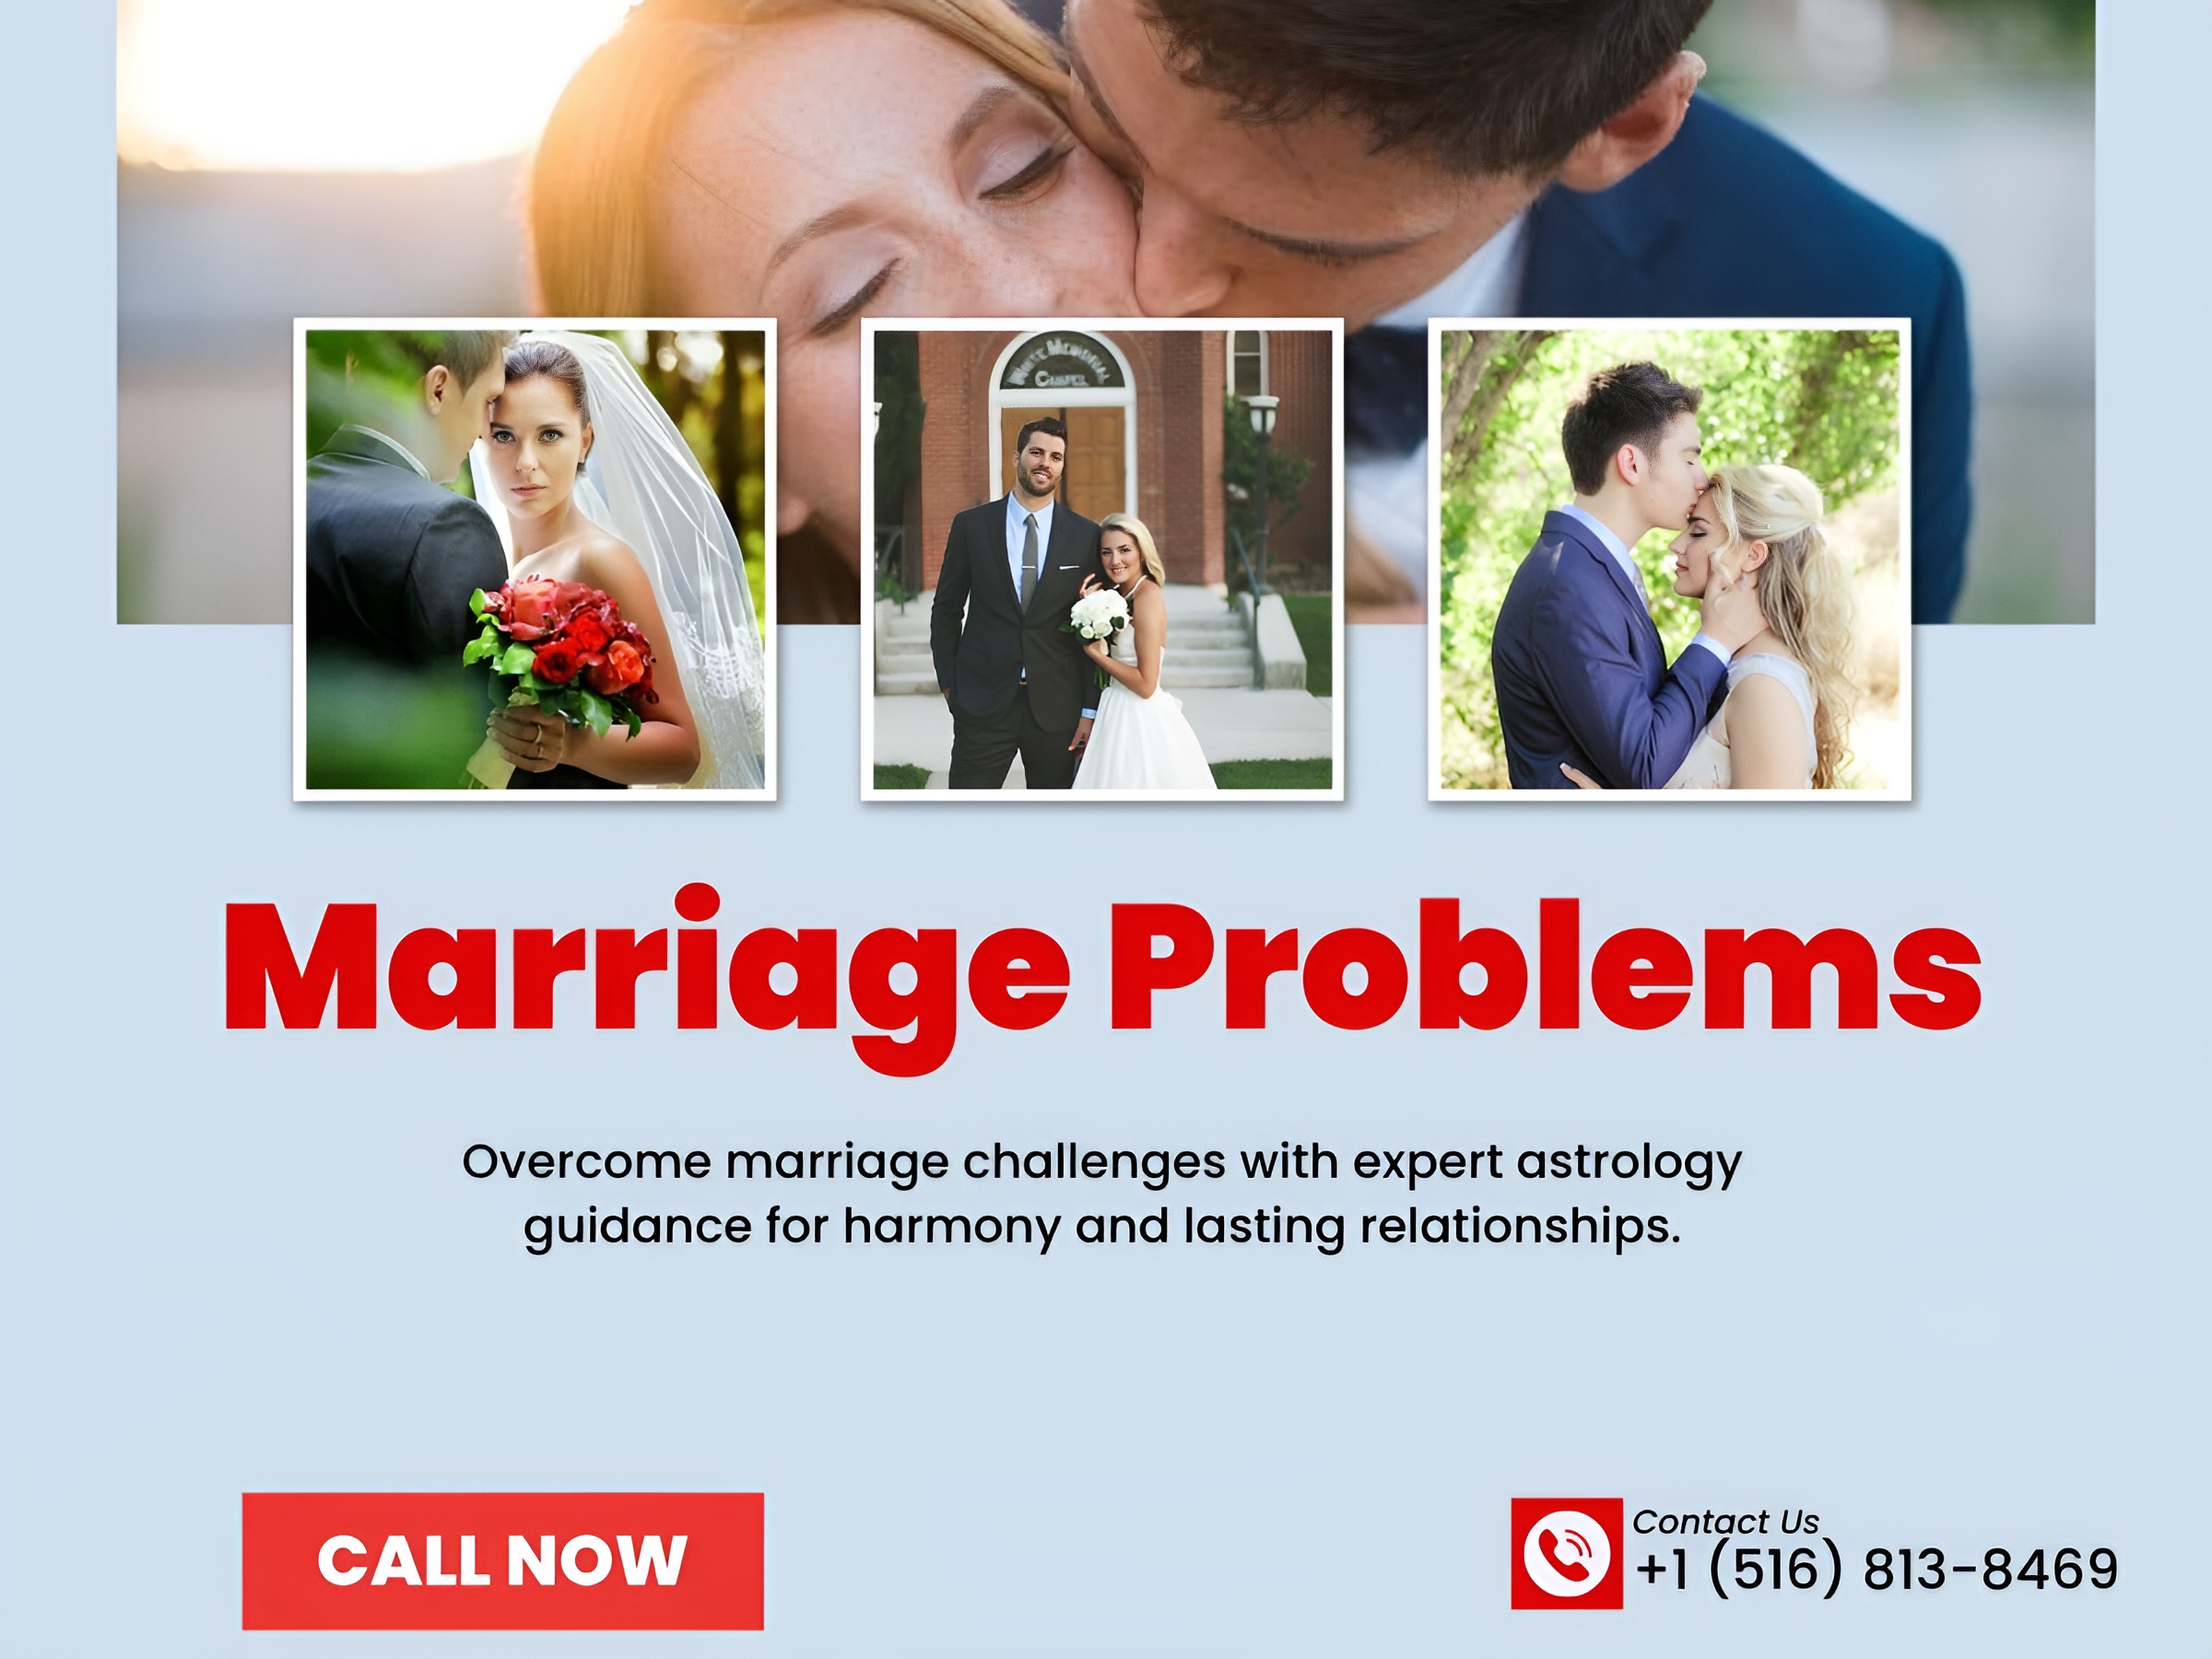 Chapel
Marriage Problems
Overcome marriage challenges with expert astrology
guidance for harmony and lasting relationships.
CALL NOW
Contact Us
+1 (516) 813-8469